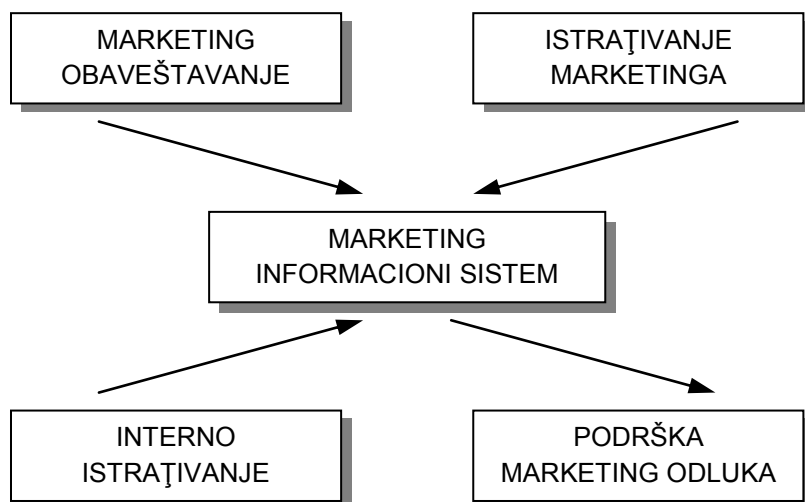 MARKETING
OBAVEŠTAVANJE
ISTRAŢIVANJE
MARKETINGA
MARKETING
INFORMACIONI SISTEM
INTERNO
ISTRAŢIVANJE
PODRŠKA
MARKETING ODLUKA